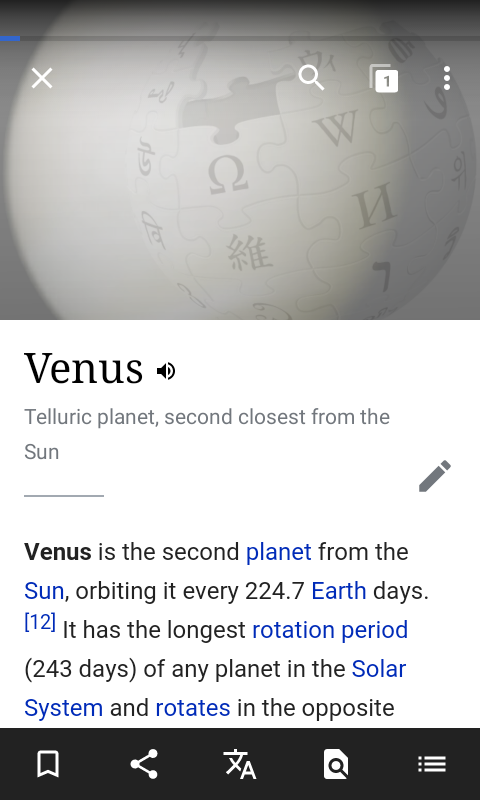 1
W
Ω
И
維
Venus
Telluric planet, second closest from the
Sun
Venus is the second planet from the
Sun, orbiting it every 224.7 Earth days.
[12] It has the longest rotation period
(243 days) of any planet in the Solar
System and rotates in the opposite